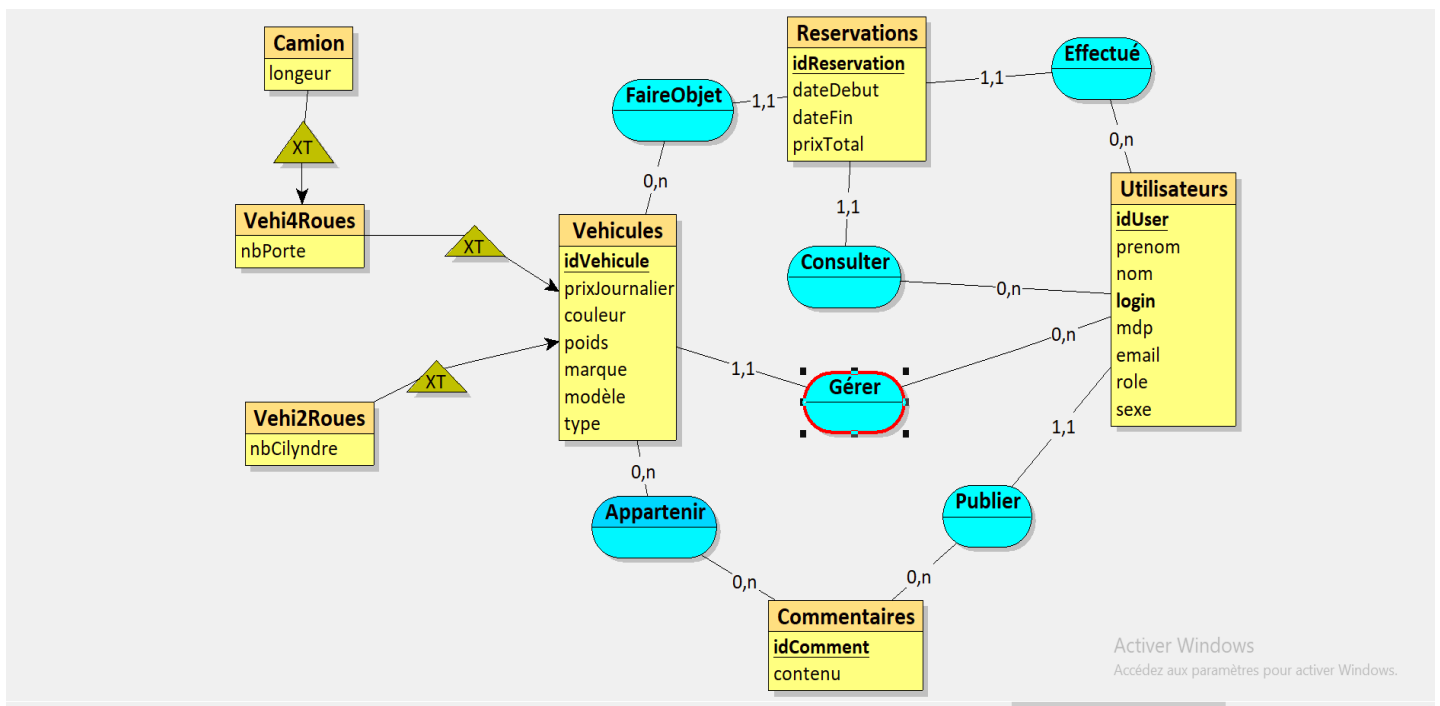 Camion
longeur
XT
Vehi4Roues
nbPorte
XT
Vehi2Roues
nbCilyndre
XT
FaireObjet
1,1
0,n
Reservations
idReservation
dateDebut
dateFin
prixTotal
1,1
Effectué
0,n
1,1
Consulter
0,n
Vehicules
idVehicule
prixJournalier
couleur
poids
marque
modèle
type
Utilisateurs
idUser
prenom
nom
login
mdp
email
role
sexe
1,1
Gérer
0,n
1,1
Publier
0,n
0,n
Appartenir
0,n
Commentaires
idComment
contenu
Activer Windows
Accédez aux paramètres pour activer Windows.